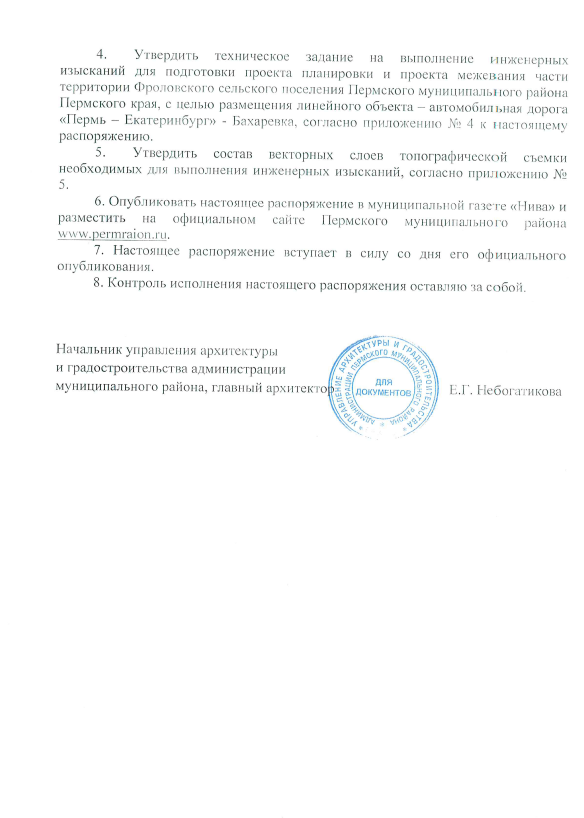 4. Утвердить техническое задание на выполнение инженерных
изысканий для подготовки проекта планировки и проекта межевания части
территории Фроловского сельского поселения Пермского муниципального района
Пермского края, с целью размещения линейного объекта – автомобильная дорога
«Пермь – Екатеринбург» - Бахаревка, согласно приложению № 4 к настоящему
распоряжению.
5. Утвердить состав векторных слоев топографической съемки
необходимых для выполнения инженерных изысканий, согласно приложению №
5.
6. Опубликовать настоящее распоряжение в муниципальной газете «Нива» и
разместить на официальном сайте Пермского муниципального района
www.permraion.ru.
7. Настоящее распоряжение вступает в силу со дня его официального
опубликования.
8. Контроль исполнения настоящего распоряжения оставляю за собой.
Начальник управления архитектуры
и градостроительства администрации
муниципального района, главный архитектор
Е.Г. Небогатикова
УПРАВЛЕНИЕ АРХИТЕКТУРЫ И ГРАДОСТРОИТЕЛЬСТВА
АДМИНИСТРАЦИИ ПЕРМСКОГО МУНИЦИПАЛЬНОГО РАЙОНА
ДЛЯ
ДОКУМЕНТОВ